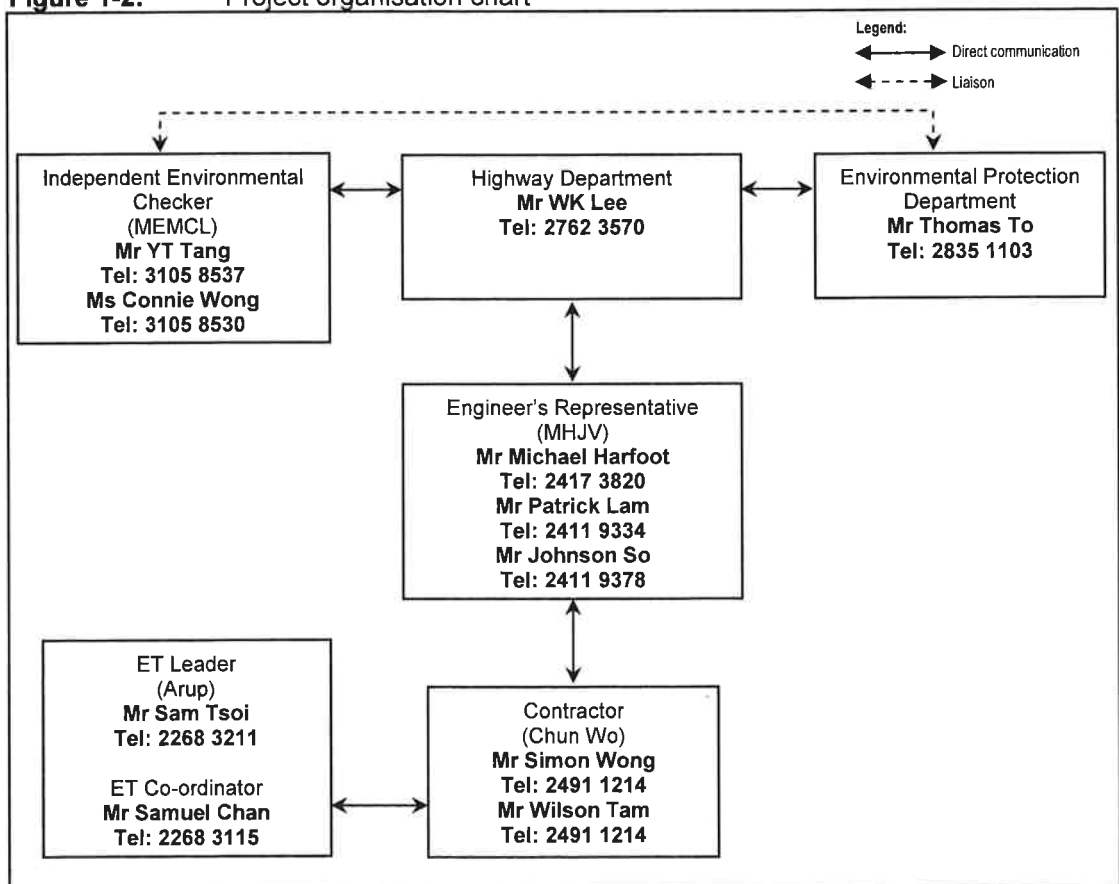 Figure 1-2: Project organisation chart
Legend:
Direct communication
Liaison
Independent Environmental
Checker
(MEMCL)
Mr YT Tang
Tel: 3105 8537
Ms Connie Wong
Tel: 3105 8530
Highway Department
Mr WK Lee
Tel: 2762 3570
Environmental Protection
Department
Mr Thomas To
Tel: 2835 1103
Engineer's Representative
(MHJV)
Mr Michael Harfoot
Tel: 2417 3820
Mr Patrick Lam
Tel: 2411 9334
Mr Johnson So
Tel: 2411 9378
ET Leader
(Arup)
Mr Sam Tsoi
Tel: 2268 3211
ET Co-ordinator
Mr Samuel Chan
Tel: 2268 3115
Contractor
(Chun Wo)
Mr Simon Wong
Tel: 2491 1214
Mr Wilson Tam
Tel: 2491 1214